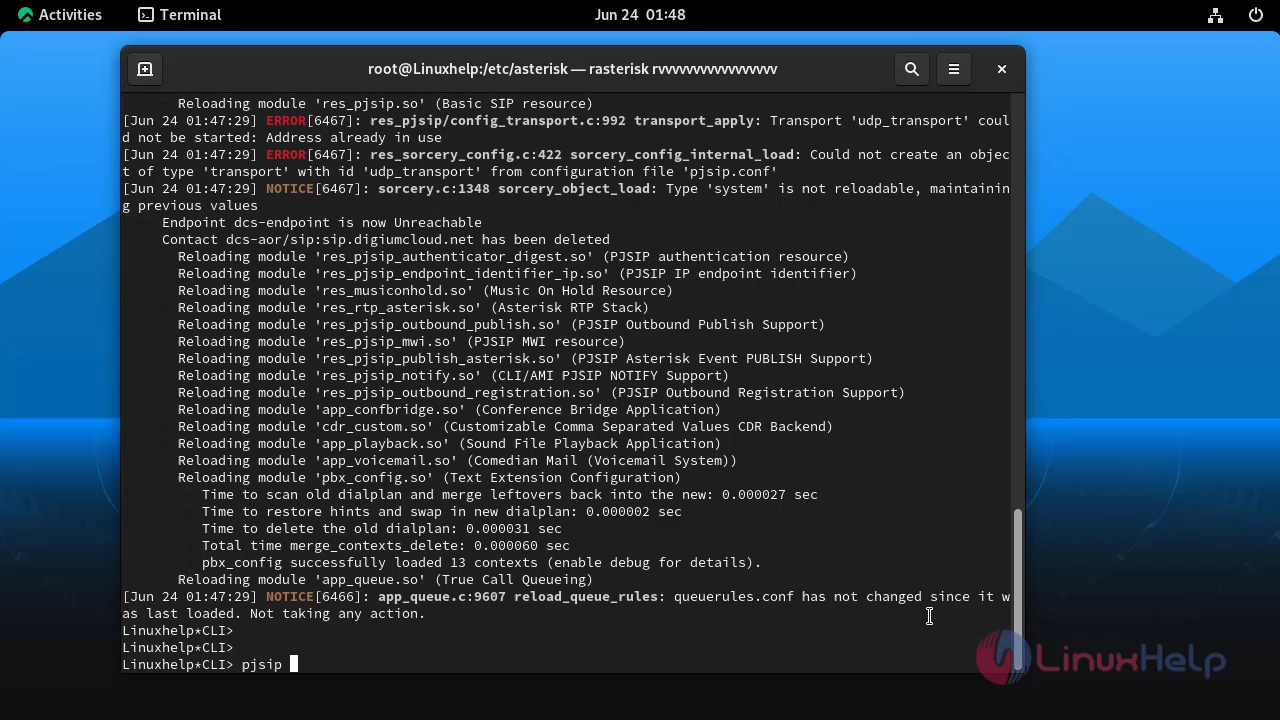 Activities Terminal Jun 24 01:48
root@Linuxhelp:/etc/asterisk — rasterisk rvvvvvvvvvvvvvvvv
Reloading module 'res_pjsip.so' (Basic SIP resource)
[Jun 24 01:47:29] ERROR[6467]: res_pjsip/config_transport.c:992 transport_apply: Transport 'udp_transport' coul
d not be started: Address already in use
[Jun 24 01:47:29] ERROR[6467]: res_sorcery_config.c:422 sorcery_config_internal_load: Could not create an objec
t of type 'transport' with id 'udp_transport' from configuration file 'pjsip.conf'
[Jun 24 01:47:29] NOTICE[6467]: sorcery.c:1348 sorcery_object_load: Type 'system' is not reloadable, maintainin
g previous values
Endpoint dcs-endpoint is now Unreachable
Contact dcs-aor/sip:sip.digiumcloud.net has been deleted
Reloading module 'res_pjsip_authenticator_digest.so' (PJSIP authentication resource)
Reloading module 'res_pjsip_endpoint_identifier_ip.so' (PJSIP IP endpoint identifier)
Reloading module 'res_musiconhold.so' (Music On Hold Resource)
Reloading module 'res_rtp_asterisk.so' (Asterisk RTP Stack)
Reloading module 'res_pjsip_outbound_publish.so' (PJSIP Outbound Publish Support)
Reloading module 'res_pjsip_mwi.so' (PJSIP MWI resource)
Reloading module 'res_pjsip_publish_asterisk.so' (PJSIP Asterisk Event PUBLISH Support)
Reloading module 'res_pjsip_notify.so' (CLI/AMI PJSIP NOTIFY Support)
Reloading module 'res_pjsip_outbound_registration.so' (PJSIP Outbound Registration Support)
Reloading module 'app_confbridge.so' (Conference Bridge Application)
Reloading module 'cdr_custom.so' (Customizable Comma Separated Values CDR Backend)
Reloading module 'app_playback.so' (Sound File Playback Application)
Reloading module 'app_voicemail.so' (Comedian Mail (Voicemail System))
Reloading module 'pbx_config.so' (Text Extension Configuration)
Time to scan old dialplan and merge leftovers back into the new: 0.000027 sec
Time to restore hints and swap in new dialplan: 0.000002 sec
Time to delete the old dialplan: 0.000031 sec
Total time merge_contexts_delete: 0.000060 sec
pbx_config successfully loaded 13 contexts (enable debug for details).
Reloading module 'app_queue.so' (True Call Queueing)
[Jun 24 01:47:29] NOTICE[6466]: app_queue.c:9607 reload_queue_rules: queuerules.conf has not changed since it w
as last loaded. Not taking any action.
Linuxhelp*CLI>
Linuxhelp*CLI>
Linuxhelp*CLI> pjsip
LinuxHelp